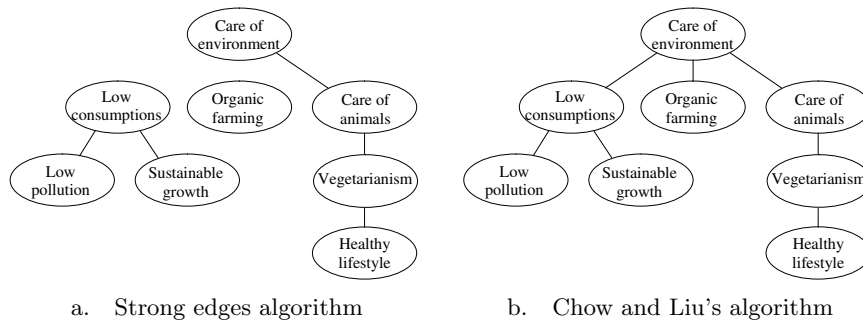 Care of
environment
Low
consumptions
Organic
farming
Care of
animals
Low
pollution
Sustainable
growth
Vegetarianism
Healthy
lifestyle
a. Strong edges algorithm
Care of
environment
Low
consumptions
Organic
farming
Care of
animals
Low
pollution
Sustainable
growth
Vegetarianism
Healthy
lifestyle
b. Chow and Liu's algorithm